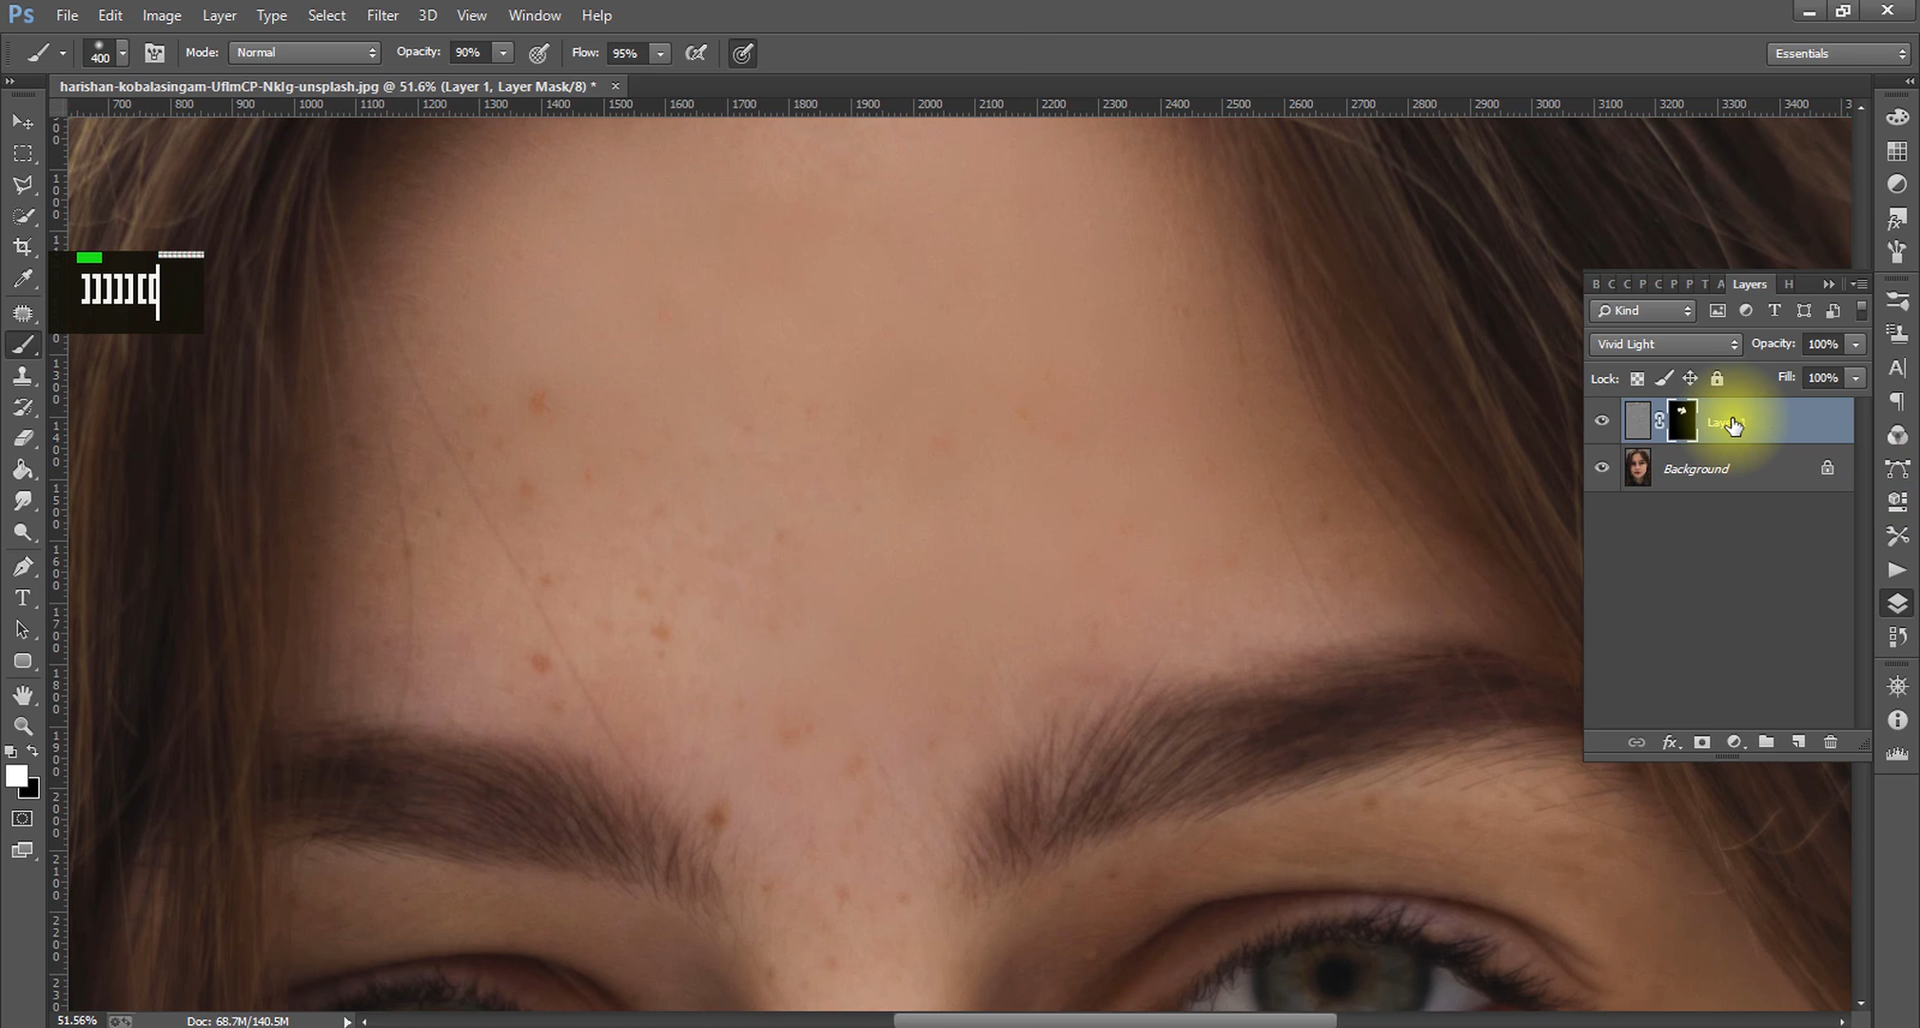 Ps File Edit Image Layer Type Select Filter 3D View Window Help
400 Mode: Normal Opacity: 90% Flow: 95% Essentials
harishan-kobalasingam-UflmCP-NkIg-unsplash.jpg @ 51.6% (Layer 1, Layer Mask/8) * ×
700 800 900 1000 1100 1200 1300 1400 1500 1600 1700 1800 1900 2000 2100 2200 2300 2400 2500 2600 2700 2800 2900 3000 3100 3200 3300 3400 3
]]]]][[
B C C P C P P T A Layers H
Kind
Vivid Light Opacity: 100%
Lock: Fill: 100%
Background
51.56% Doc: 68.7M/140.5M